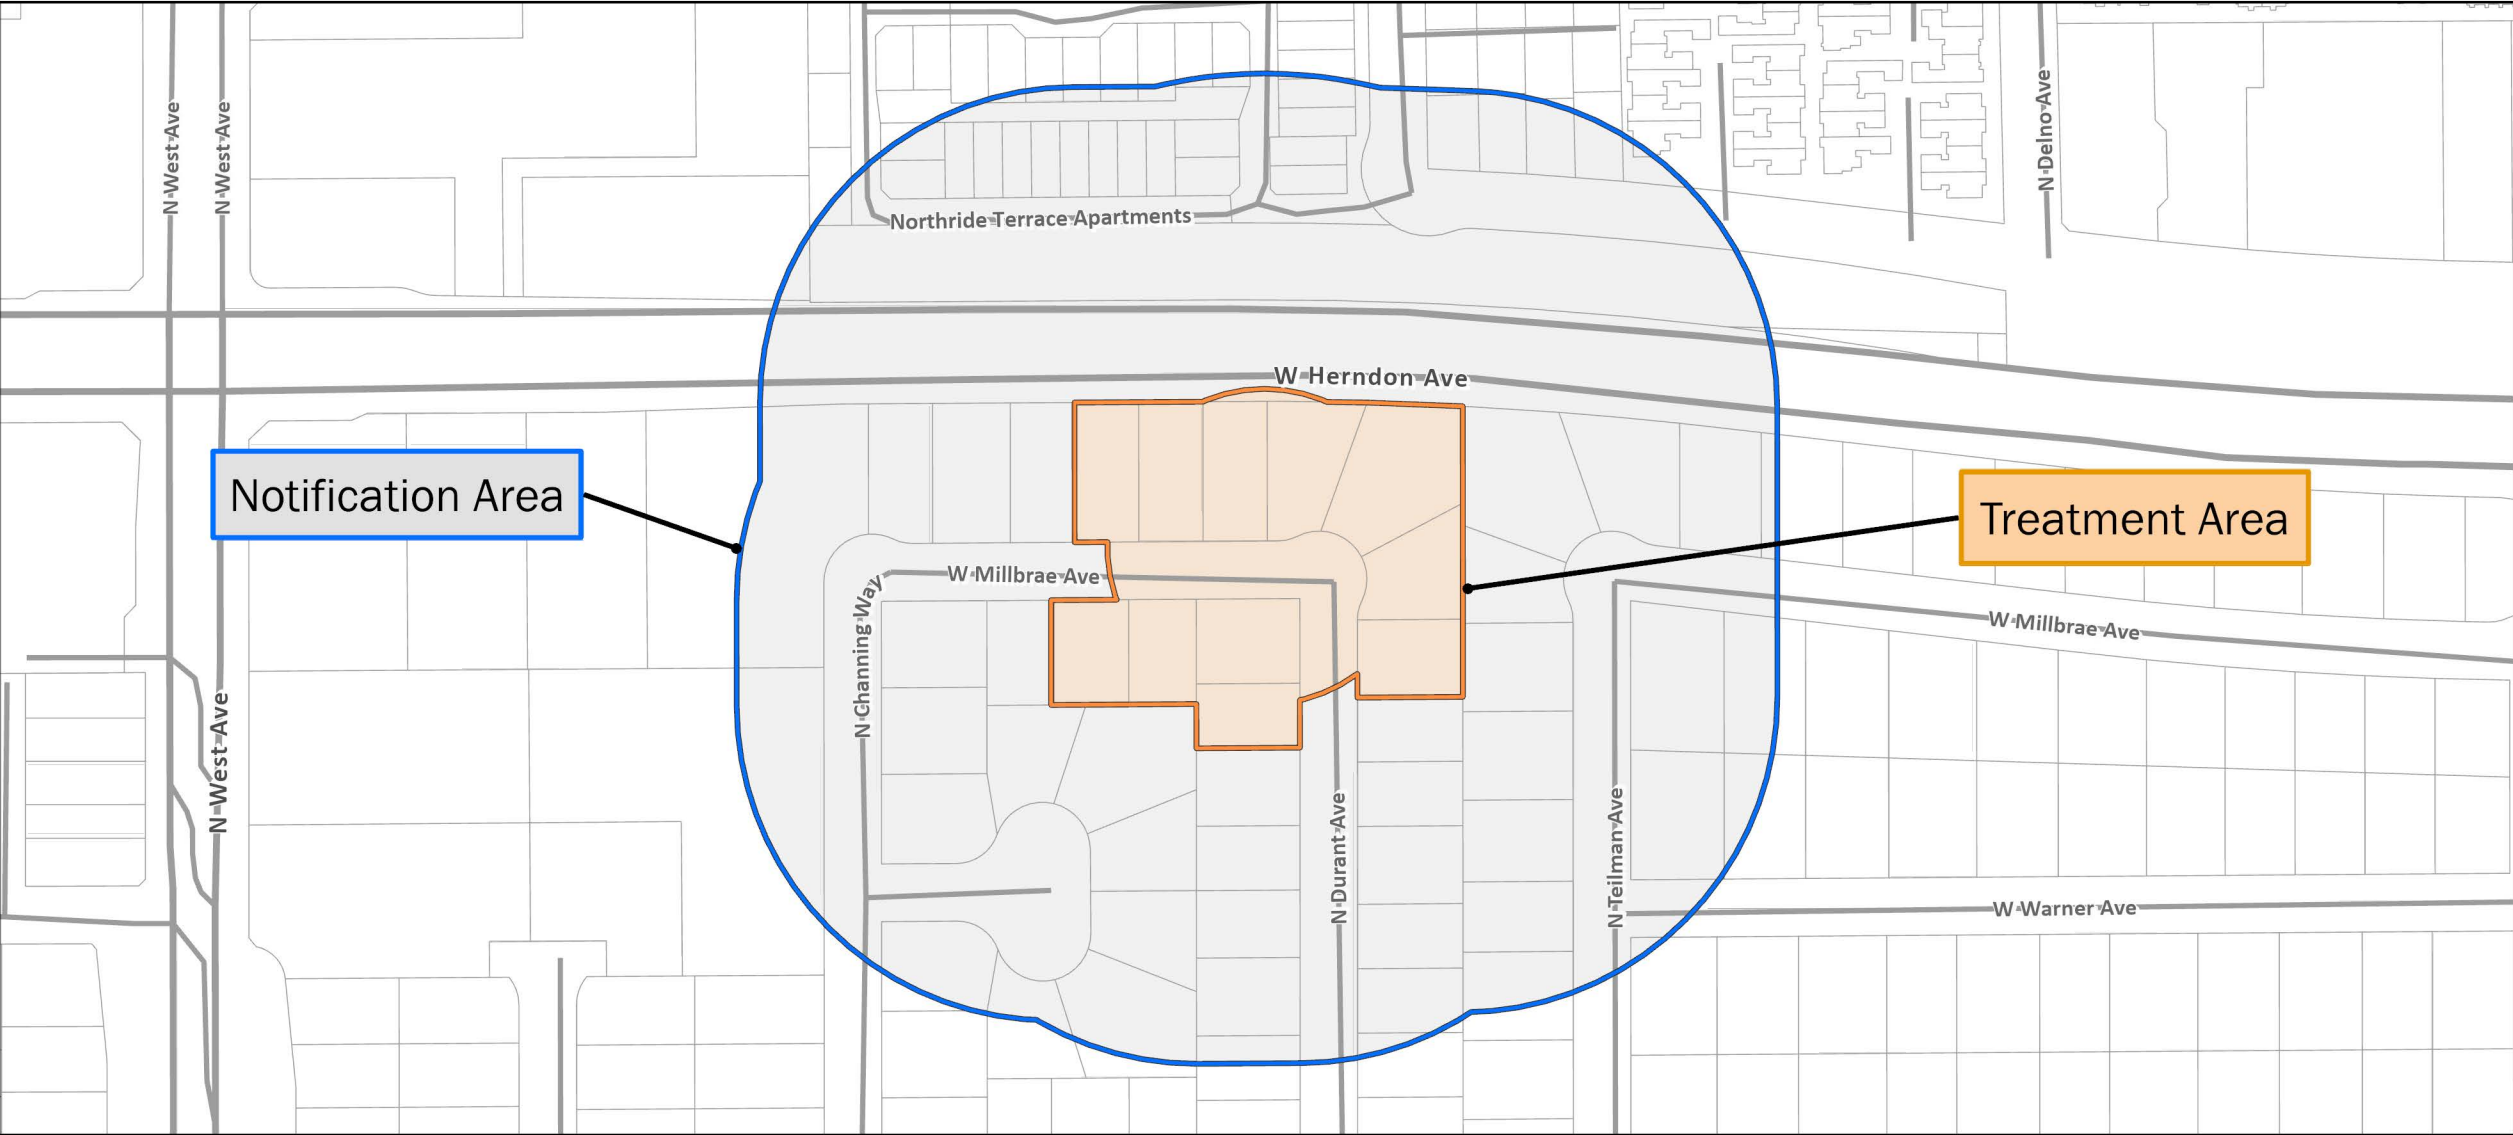 N West Ave
N West Ave
N Delno Ave
Northride Terrace Apartments
W Herndon Ave
Notification Area
Treatment Area
W Millbrae Ave
N Channing Way
W Millbrae Ave
N West Ave
N Durant Ave
N Teilman Ave
W Warner Ave